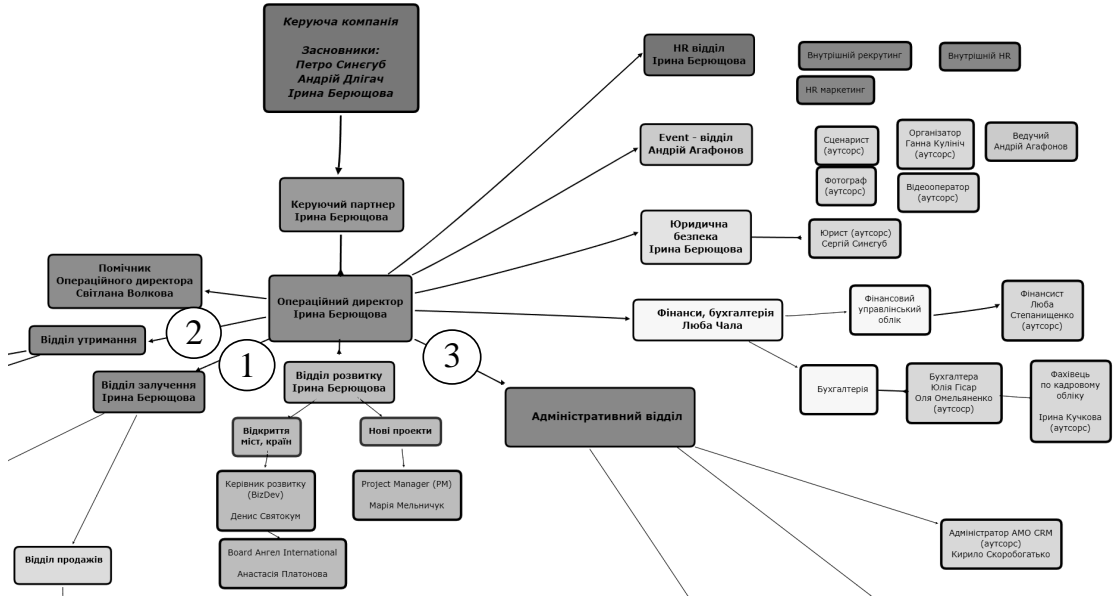 Керуюча компанія
Засновники:
Петро Синєгуб
Андрій Длігач
Ірина Берющова
Керуючий партнер
Ірина Берющова
Помічник
Операційного директора
Світлана Волкова
Операційний директор
Ірина Берющова
Відділ утримання
2
1
3
Відділ залучення
Ірина Берющова
Відділ розвитку
Ірина Берющова
Відкриття
міст, країн
Нові проекти
Керівник розвитку
(BizDev)
Денис Святокум
Project Manager (PM)
Марія Мельничук
Board Ангел International
Анастасія Платонова
Відділ продажів
HR відділ
Ірина Берющова
Внутрішній рекрутинг
Внутрішній HR
HR маркетинг
Event - відділ
Андрій Агафонов
Сценарист
(аутсорс)
Організатор
Ганна Кулініч
(аутсорс)
Ведучий
Андрій Агафонов
Фотограф
(аутсорс)
Відеооператор
(аутсорс)
Юридична
безпека
Ірина Берющова
Юрист (аутсорс)
Сергій Синєгуб
Фінанси, бухгалтерія
Люба Чала
Фінансовий
управлінський
облік
Фінансист
Люба
Степанищенко
(аутсорс)
Бухгалтерія
Бухгалтера
Юлія Гісар
Оля Омельяненко
(аутсоср)
Фахівець
по кадровому
обліку
Ірина Кучкова
(аутсорс)
Адміністративний відділ
Адміністратор АМО CRM
(аутсорс)
Кирило Скоробогатько